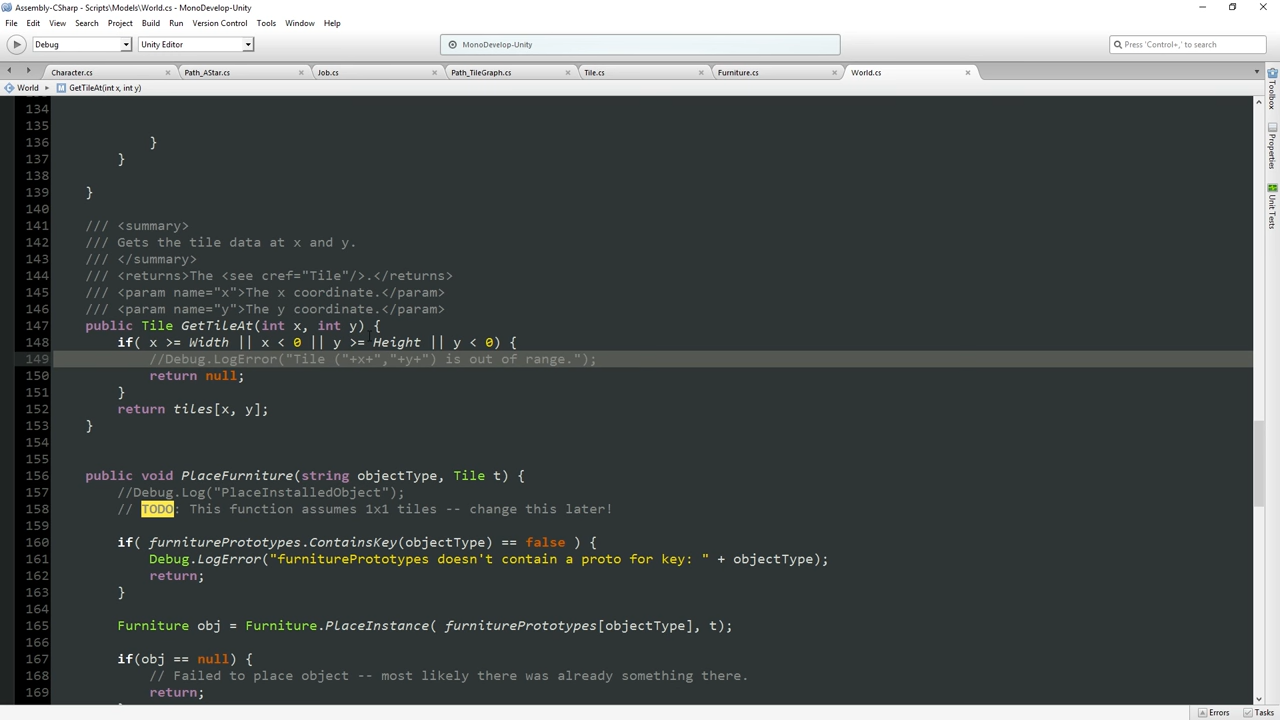 Assembly-CSharp - Scripts\Models\World.cs - MonoDevelop-Unity
File Edit View Search Project Build Run Version Control Tools Window Help
Debug Unity Editor MonoDevelop-Unity Press 'Control+,' to search
Character.cs Path_AStar.cs Job.cs Path_TileGraph.cs Tile.cs Furniture.cs World.cs
World GetTileAt(int x, int y)
Toolbox
Properties
Unit Tests
134
135
136 }
137 }
138
139 }
140
141 /// <summary>
142 /// Gets the tile data at x and y.
143 /// </summary>
144 /// <returns>The <see cref="Tile"/>.</returns>
145 /// <param name="x">The x coordinate.</param>
146 /// <param name="y">The y coordinate.</param>
147 public Tile GetTileAt(int x, int y) {
148 if( x >= Width || x < 0 || y >= Height || y < 0) {
149 //Debug.LogError("Tile ("+x+","+y+") is out of range.");
150 return null;
151 }
152 return tiles[x, y];
153 }
154
155
156 public void PlaceFurniture(string objectType, Tile t) {
157 //Debug.Log("PlaceInstalledObject");
158 // TODO: This function assumes 1x1 tiles -- change this later!
159
160 if( furniturePrototypes.ContainsKey(objectType) == false ) {
161 Debug.LogError("furniturePrototypes doesn't contain a proto for key: " + objectType);
162 return;
163 }
164
165 Furniture obj = Furniture.PlaceInstance( furniturePrototypes[objectType], t);
166
167 if(obj == null) {
168 // Failed to place object -- most likely there was already something there.
169 return;
Errors Tasks